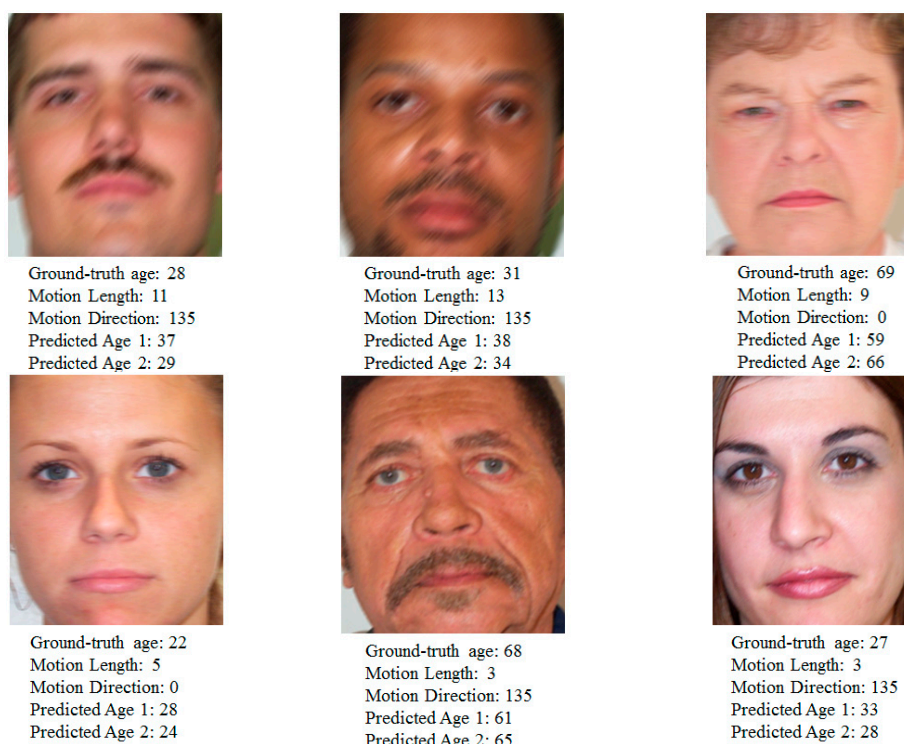 Ground-truth age: 28
Motion Length: 11
Motion Direction: 135
Predicted Age 1: 37
Predicted Age 2: 29
Ground-truth age: 31
Motion Length: 13
Motion Direction: 135
Predicted Age 1: 38
Predicted Age 2: 34
Ground-truth age: 69
Motion Length: 9
Motion Direction: 0
Predicted Age 1: 59
Predicted Age 2: 66
Ground-truth age: 22
Motion Length: 5
Motion Direction: 0
Predicted Age 1: 28
Predicted Age 2: 24
Ground-truth age: 68
Motion Length: 3
Motion Direction: 135
Predicted Age 1: 61
Predicted Age 2: 65
Ground-truth age: 27
Motion Length: 3
Motion Direction: 135
Predicted Age 1: 33
Predicted Age 2: 28